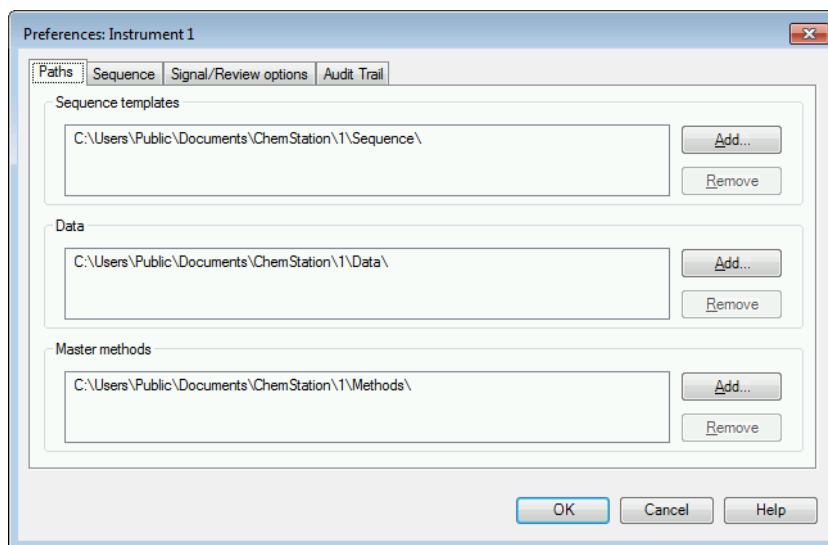 Preferences: Instrument 1
Paths Sequence Signal/Review options Audit Trail
Sequence templates
C:\Users\Public\Documents\ChemStation\1\Sequence\
Add...
Remove
Data
C:\Users\Public\Documents\ChemStation\1\Data\
Add...
Remove
Master methods
C:\Users\Public\Documents\ChemStation\1\Methods\
Add...
Remove
OK Cancel Help